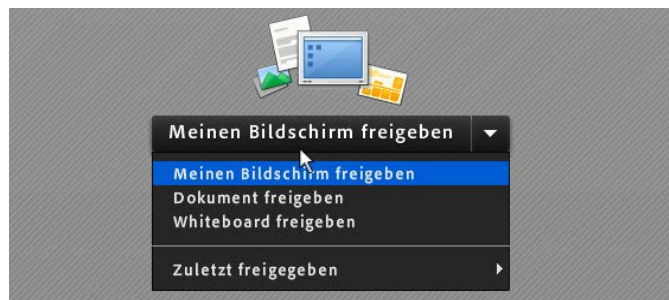 Meinen Bildschirm freigeben
Meinen Bildschirm freigeben
Dokument freigeben
Whiteboard freigeben
Zuletzt freigegeben